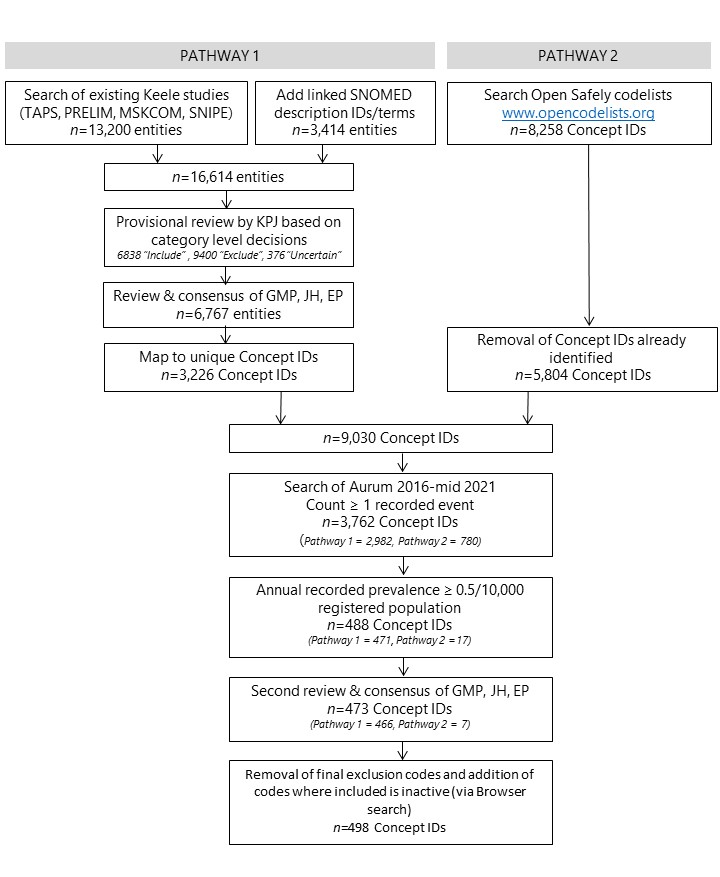 PATHWAY 1
PATHWAY 2
Search of existing Keele studies
(TAPS, PRELIM, MSKCOM, SNIPE)
n=13,200 entities
Add linked SNOMED
description IDs/terms
n=3,414 entities
Search Open Safely codelists
www.opencodelists.org
n=8,258 Concept IDs
n=16,614 entities
Provisional review by KPJ based on
category level decisions
6838 "Include" , 9400 "Exclude", 376 "Uncertain"
Review & consensus of GMP, JH, EP
n=6,767 entities
Map to unique Concept IDs
n=3,226 Concept IDs
Removal of Concept IDs already
identified
n=5,804 Concept IDs
n=9,030 Concept IDs
Search of Aurum 2016-mid 2021
Count ≥ 1 recorded event
n=3,762 Concept IDs
(Pathway 1 = 2,982, Pathway 2 = 780)
Annual recorded prevalence ≥ 0.5/10,000
registered population
n=488 Concept IDs
(Pathway 1 = 471, Pathway 2 =17)
Second review & consensus of GMP, JH, EP
n=473 Concept IDs
(Pathway 1 = 466, Pathway 2 = 7)
Removal of final exclusion codes and addition of
codes where included is inactive (via Browser
search)
n=498 Concept IDs